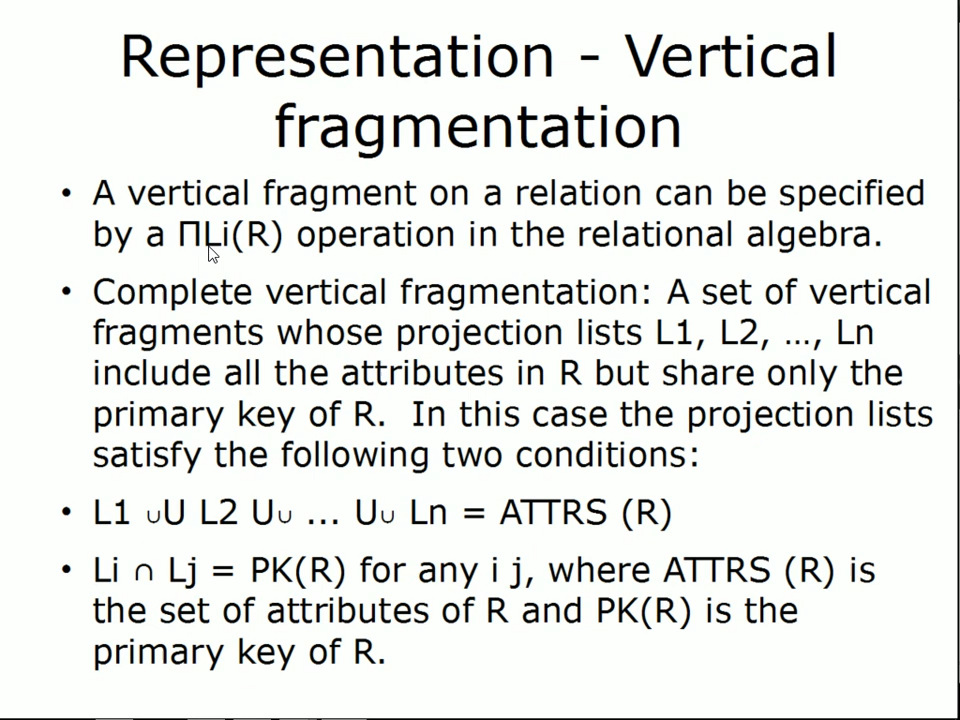 Representation - Vertical
fragmentation
• A vertical fragment on a relation can be specified
by a ΠLi(R) operation in the relational algebra.
• Complete vertical fragmentation: A set of vertical
fragments whose projection lists L1, L2, …, Ln
include all the attributes in R but share only the
primary key of R. In this case the projection lists
satisfy the following two conditions:
• L1 ∪U L2 U∪ ... U∪ Ln = ATTRS (R)
• Li ∩ Lj = PK(R) for any i j, where ATTRS (R) is
the set of attributes of R and PK(R) is the
primary key of R.